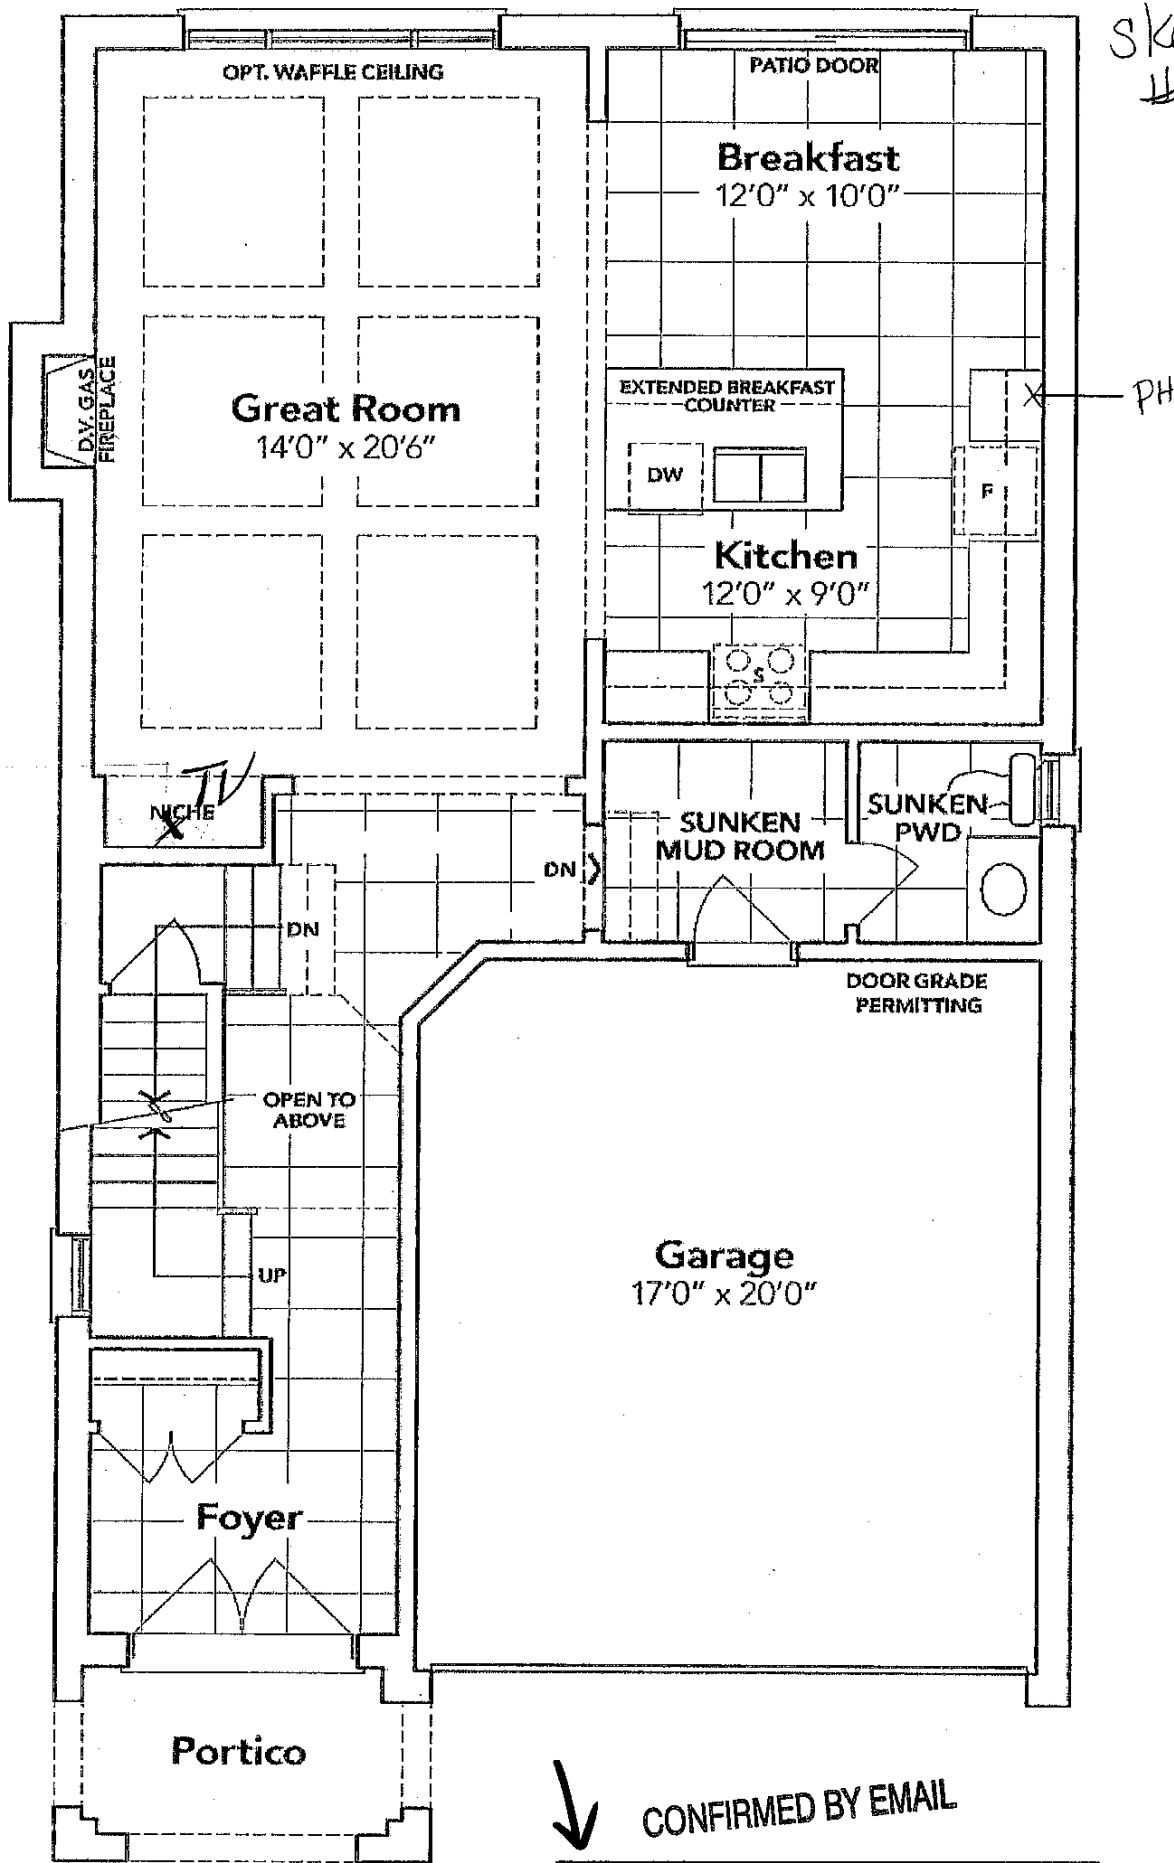 OPT. WAFFLE CEILING
PATIO DOOR
Breakfast
12'0" x 10'0"
D.V. GAS
FIREPLACE
Great Room
14'0" x 20'6"
EXTENDED BREAKFAST
COUNTER
PH
DW
F
Kitchen
12'0" x 9'0"
S
TV
NICHE
X
SUNKEN
MUD ROOM
SUNKEN
PWD
DN
DN
DOOR GRADE
PERMITTING
OPEN TO
ABOVE
UP
Garage
17'0" x 20'0"
Foyer
Portico
CONFIRMED BY EMAIL